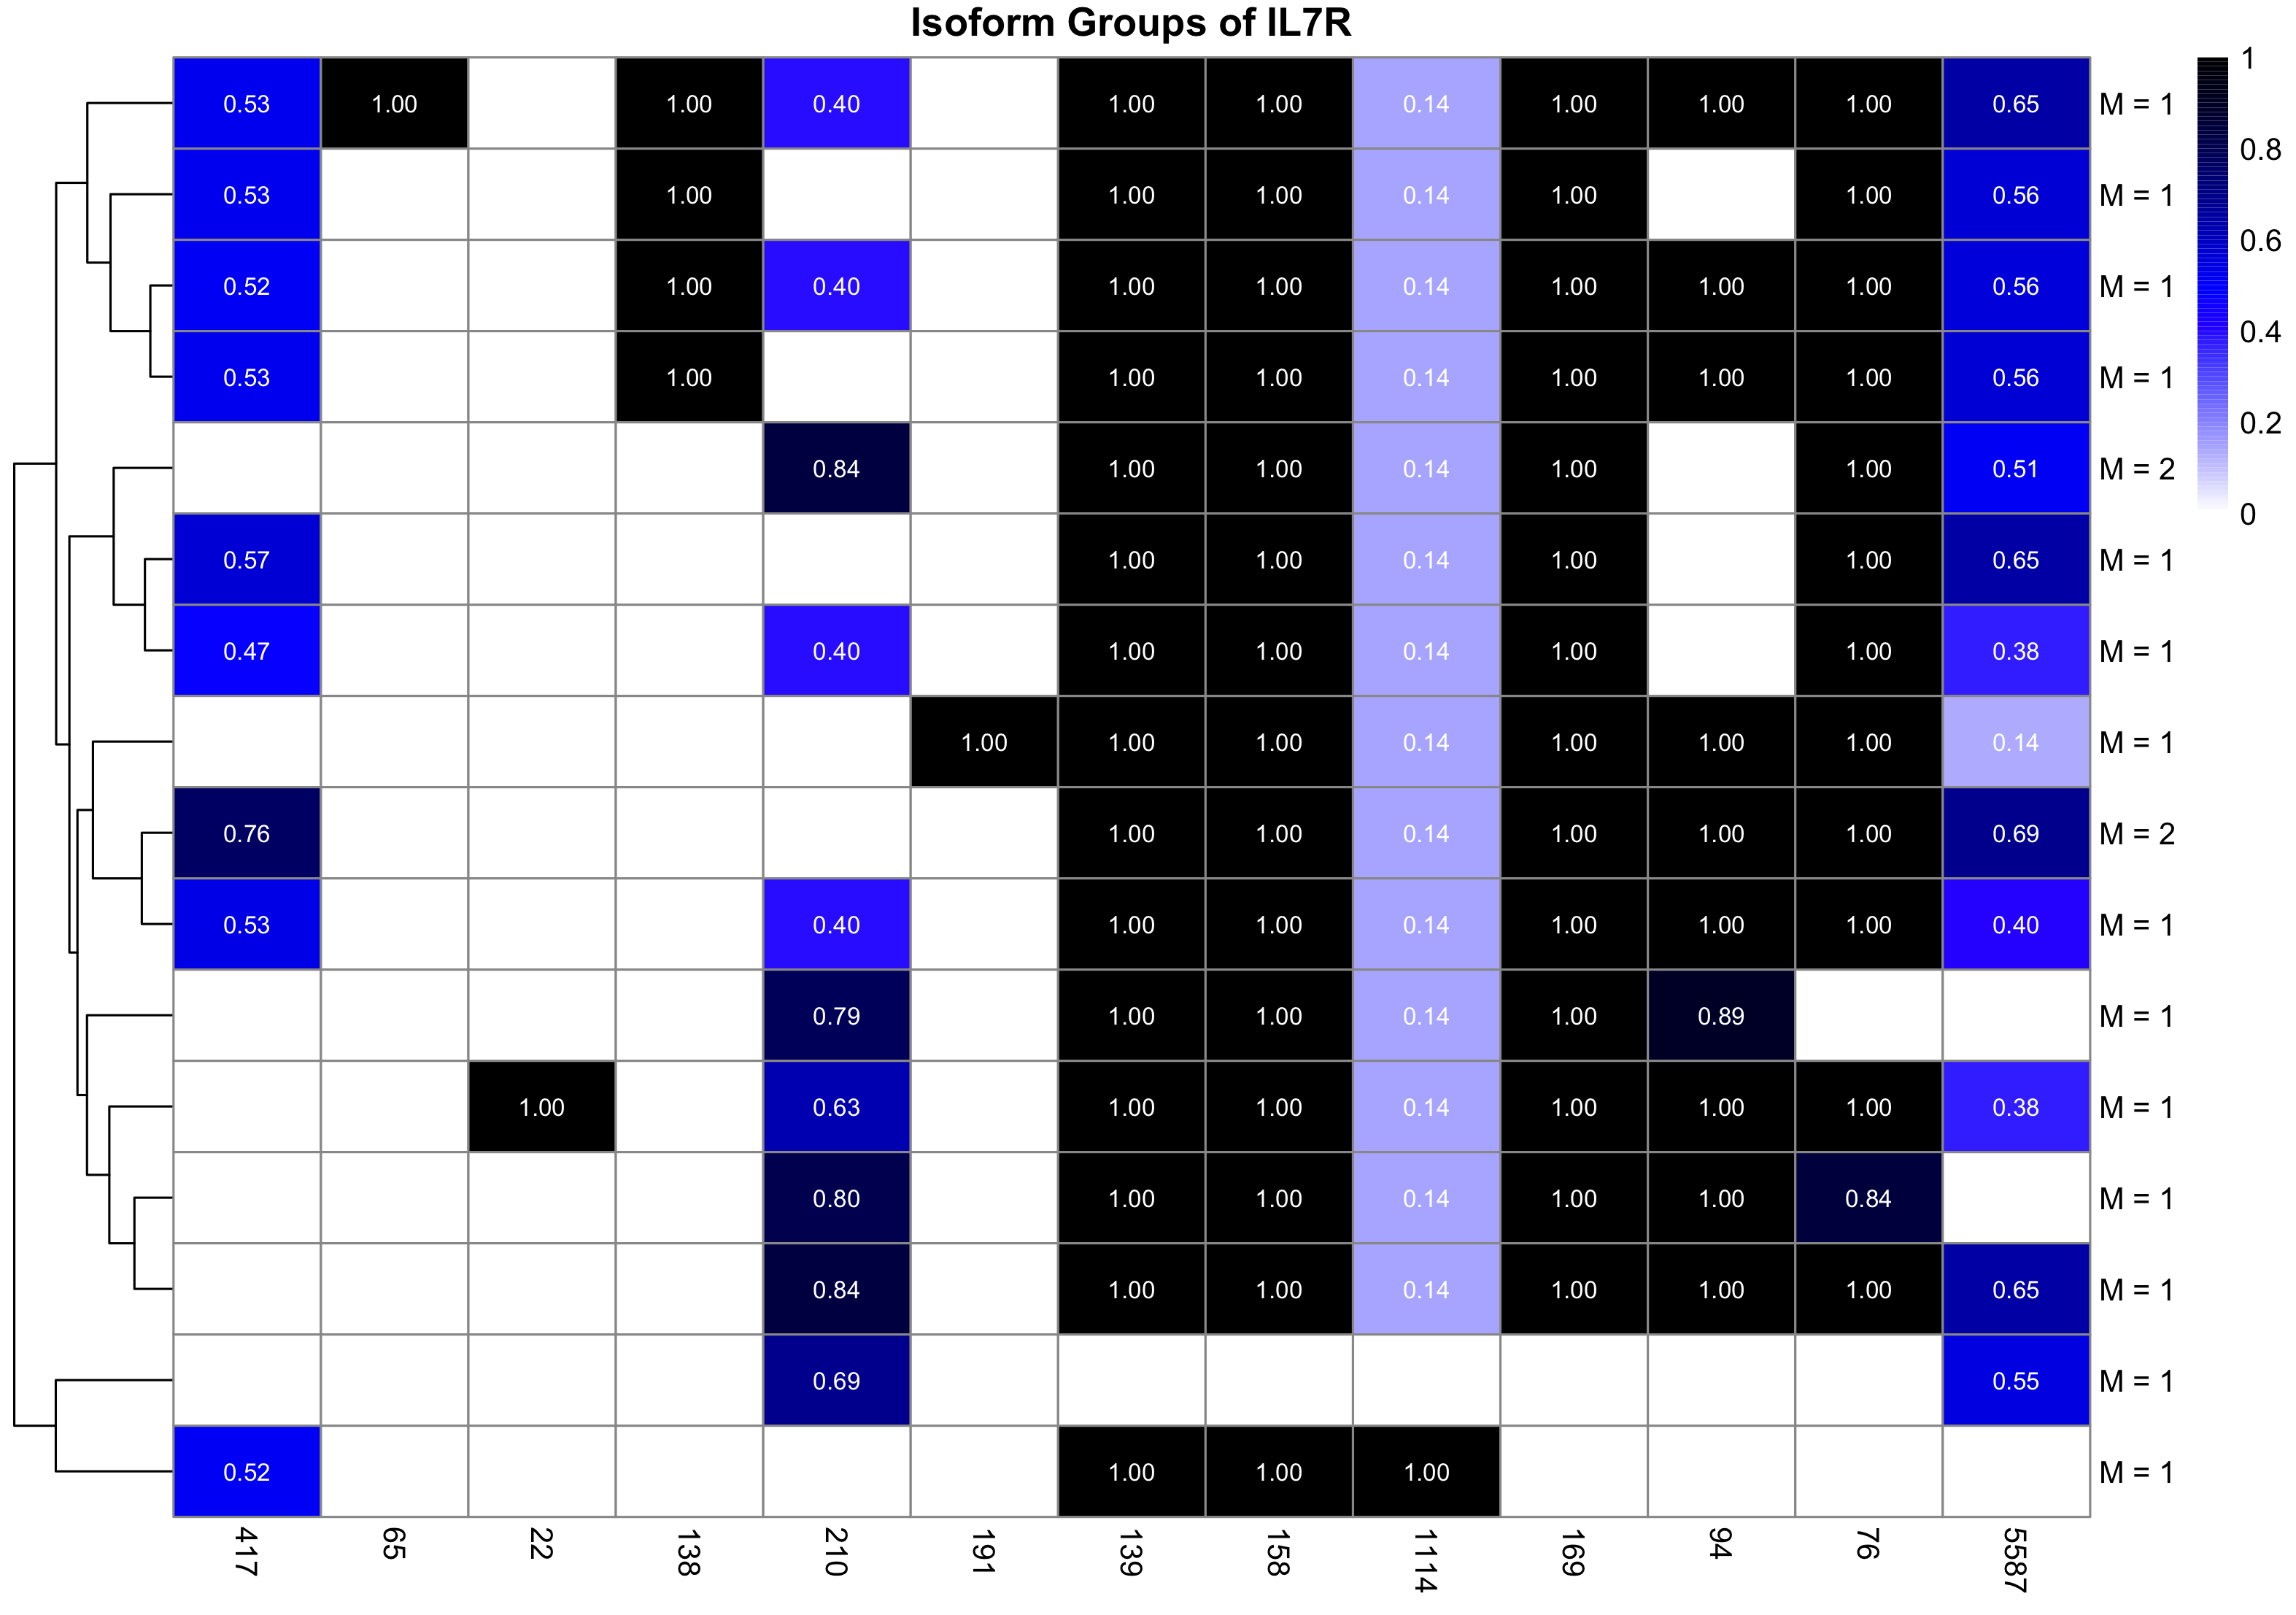 Isoform Groups of IL7R
0.53 1.00 1.00 0.40 1.00 1.00 0.14 1.00 1.00 1.00 0.65 M = 1
0.53 1.00 1.00 1.00 0.14 1.00 1.00 0.56 M = 1
0.52 1.00 0.40 1.00 1.00 0.14 1.00 1.00 1.00 0.56 M = 1
0.53 1.00 1.00 1.00 0.14 1.00 1.00 1.00 0.56 M = 1
0.84 1.00 1.00 0.14 1.00 1.00 0.51 M = 2
0.57 1.00 1.00 0.14 1.00 1.00 0.65 M = 1
0.47 0.40 1.00 1.00 0.14 1.00 1.00 0.38 M = 1
1.00 1.00 1.00 0.14 1.00 1.00 1.00 0.14 M = 1
0.76 1.00 1.00 0.14 1.00 1.00 1.00 0.69 M = 2
0.53 0.40 1.00 1.00 0.14 1.00 1.00 1.00 0.40 M = 1
0.79 1.00 1.00 0.14 1.00 0.89 M = 1
1.00 0.63 1.00 1.00 0.14 1.00 1.00 1.00 0.38 M = 1
0.80 1.00 1.00 0.14 1.00 1.00 0.84 M = 1
0.84 1.00 1.00 0.14 1.00 1.00 1.00 0.65 M = 1
0.69 0.55 M = 1
0.52 1.00 1.00 1.00 M = 1
417 65 22 138 210 191 139 158 1114 169 94 76 5587
1
0.8
0.6
0.4
0.2
0